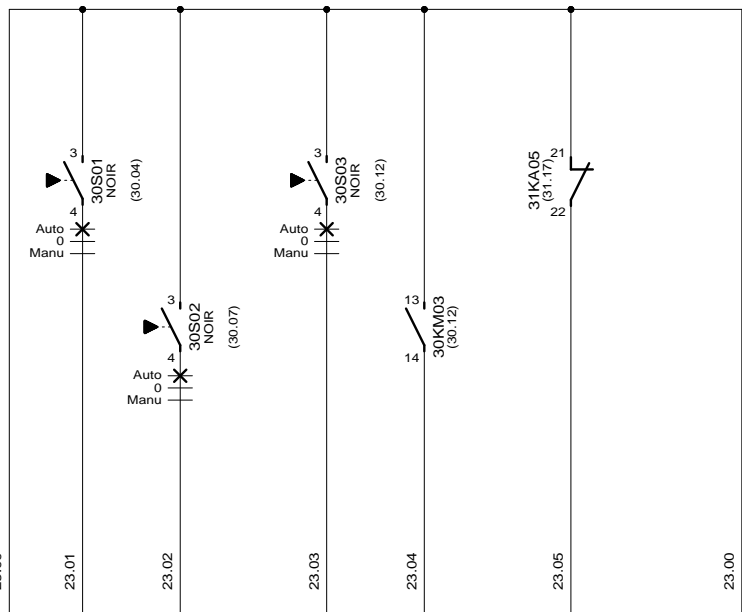 3
30S01
NOIR
(30.04)
4
Auto
0
Manu
3
30S02
NOIR
(30.07)
4
Auto
0
Manu
3
30S03
NOIR
(30.12)
4
Auto
0
Manu
13
30KM03
(30.12)
14
21
31KA05
(31.17)
22
23.01
23.02
23.03
23.04
23.05
23.00